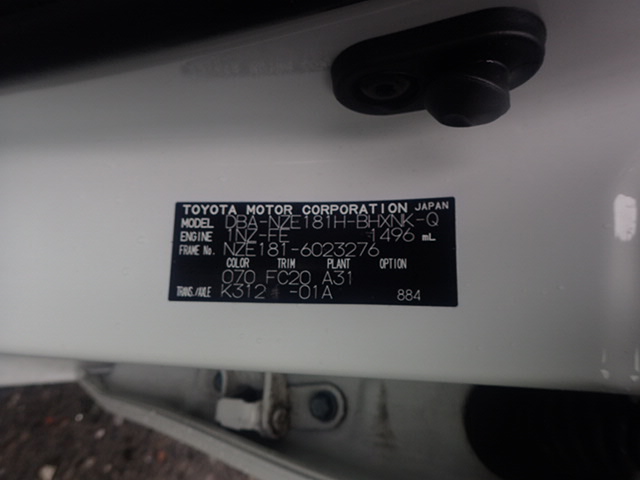 TOYOTA MOTOR CORPORATION JAPAN
MODEL DBA-NZE181H-BHXNK-Q
ENGINE 1NZ-FE 1496 mL
FRAME No. NZE181-6023276
COLOR TRIM PLANT OPTION
070 FC20 A31
TRANS./AXLE K312 -01A 884